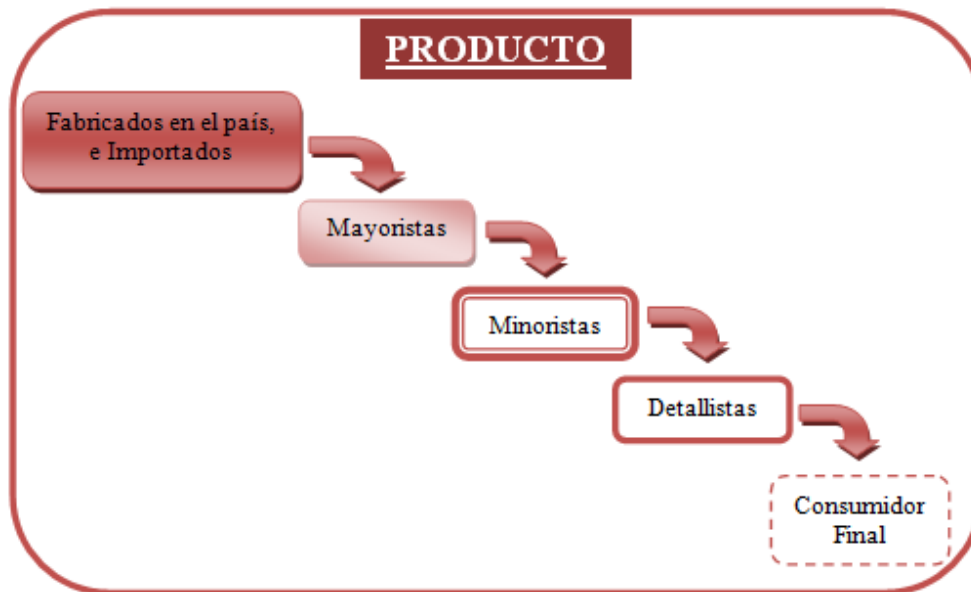 PRODUCTO
Fabricados en el país,
e Importados
Mayoristas
Minoristas
Detallistas
Consumidor
Final